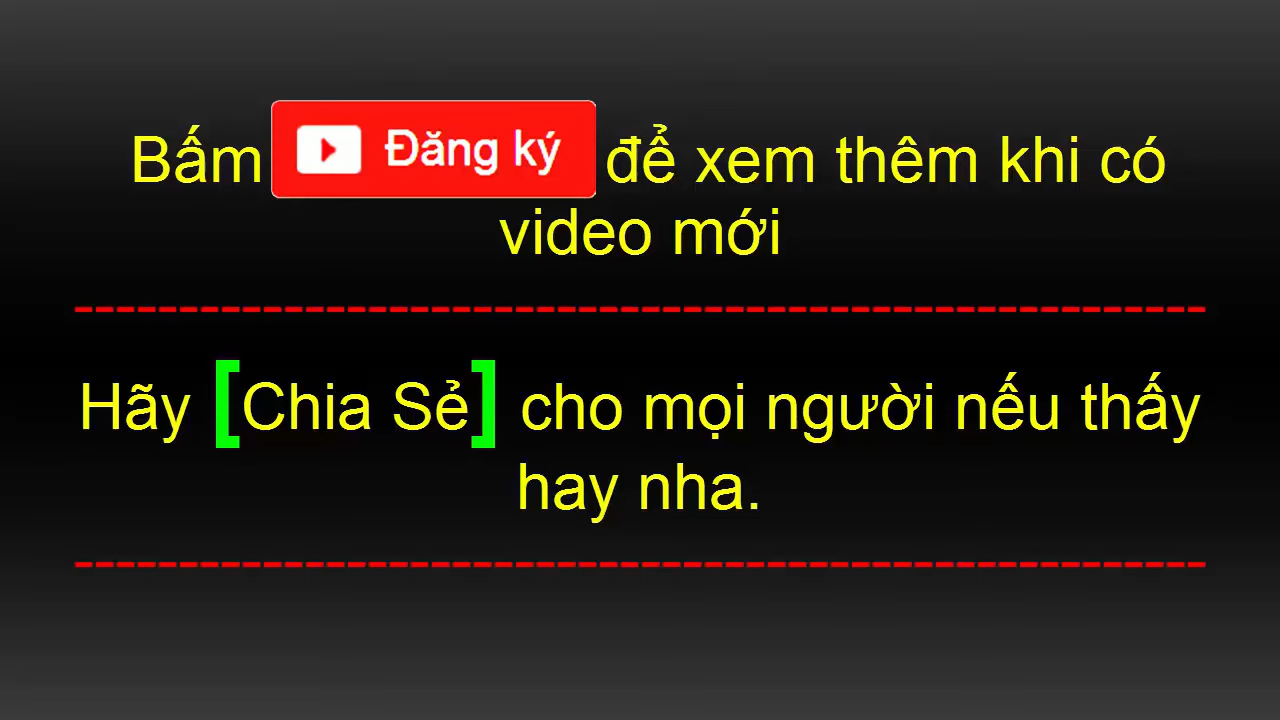 Bấm Đăng ký để xem thêm khi có
video mới
------------------------------------------------------
Hãy [Chia Sẻ] cho mọi người nếu thấy
hay nha.
------------------------------------------------------